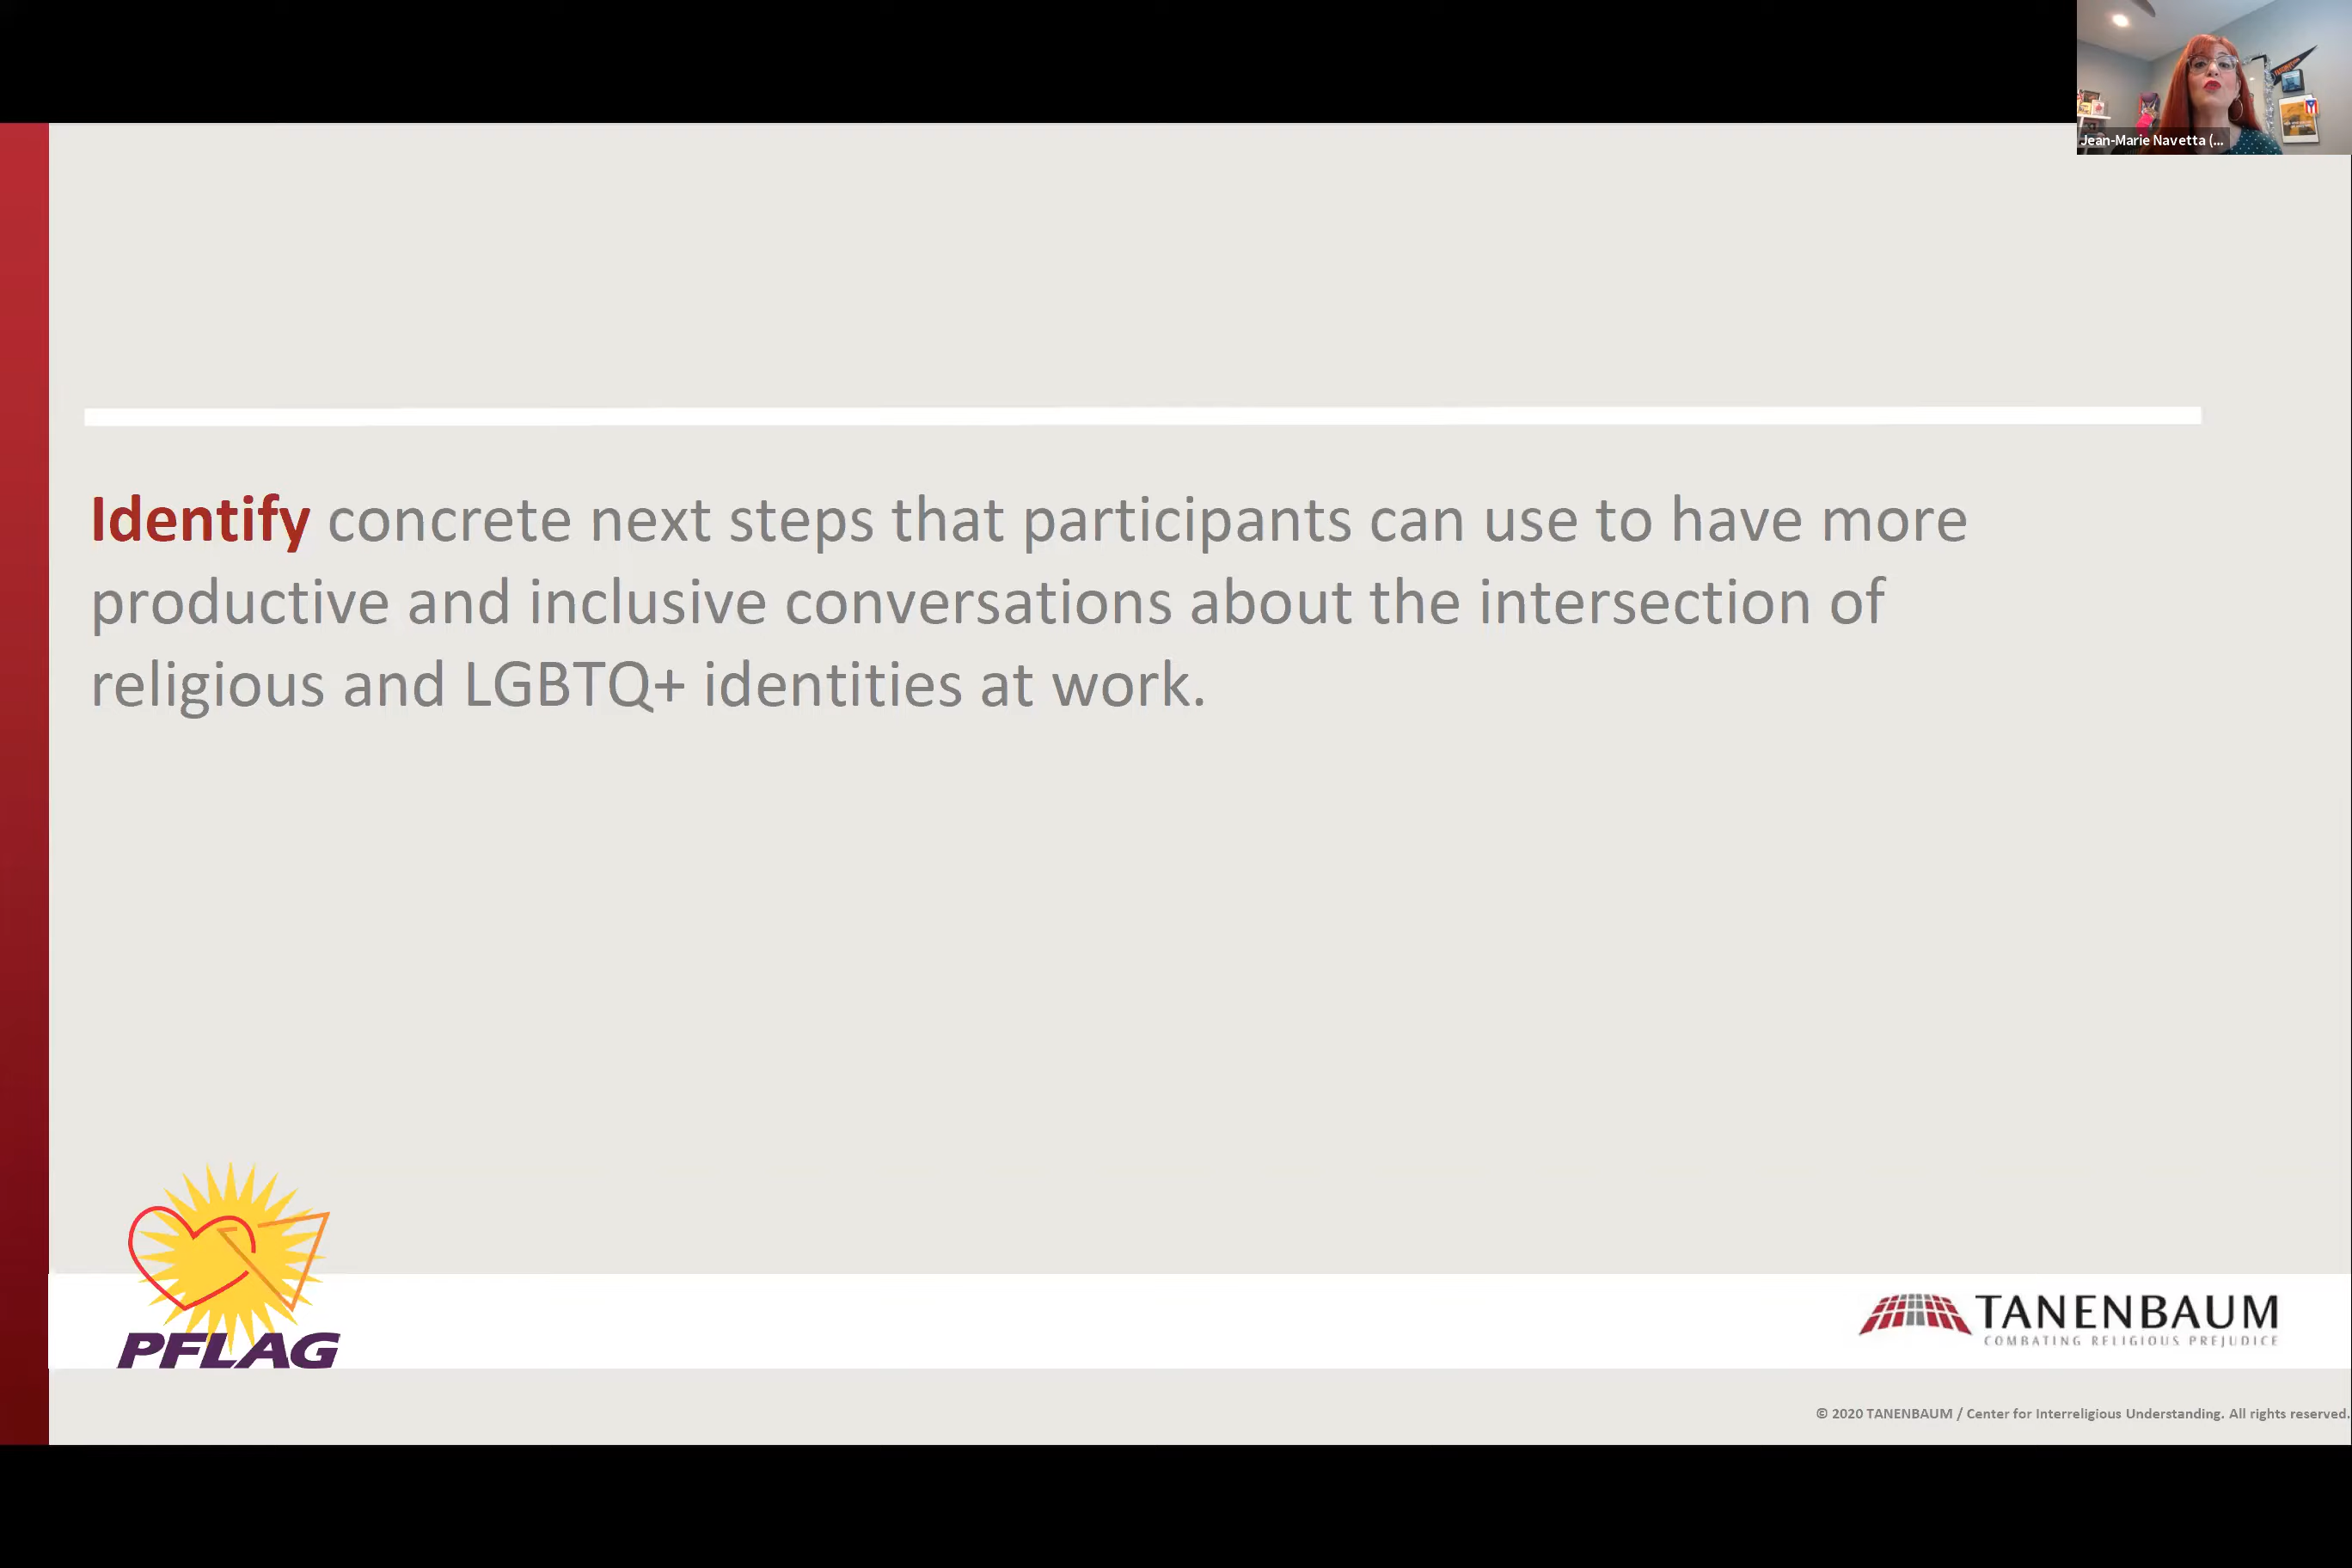 Jean-Marie Navetta (...
Identify concrete next steps that participants can use to have more
productive and inclusive conversations about the intersection of
religious and LGBTQ+ identities at work.
PFLAG
TANENBAUM
COMBATING RELIGIOUS PREJUDICE
© 2020 TANENBAUM / Center for Interreligious Understanding. All rights reserved.